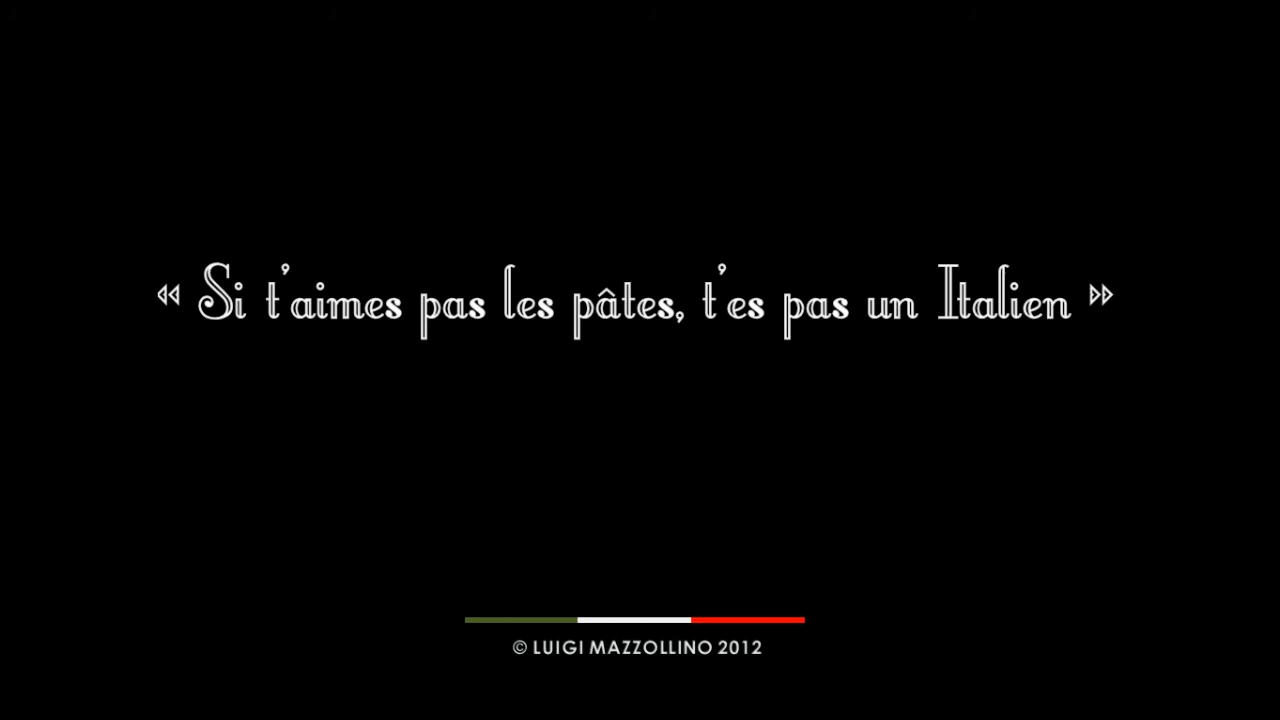 « Si t'aimes pas les pâtes, t'es pas un Italien »
© LUIGI MAZZOLLINO 2012